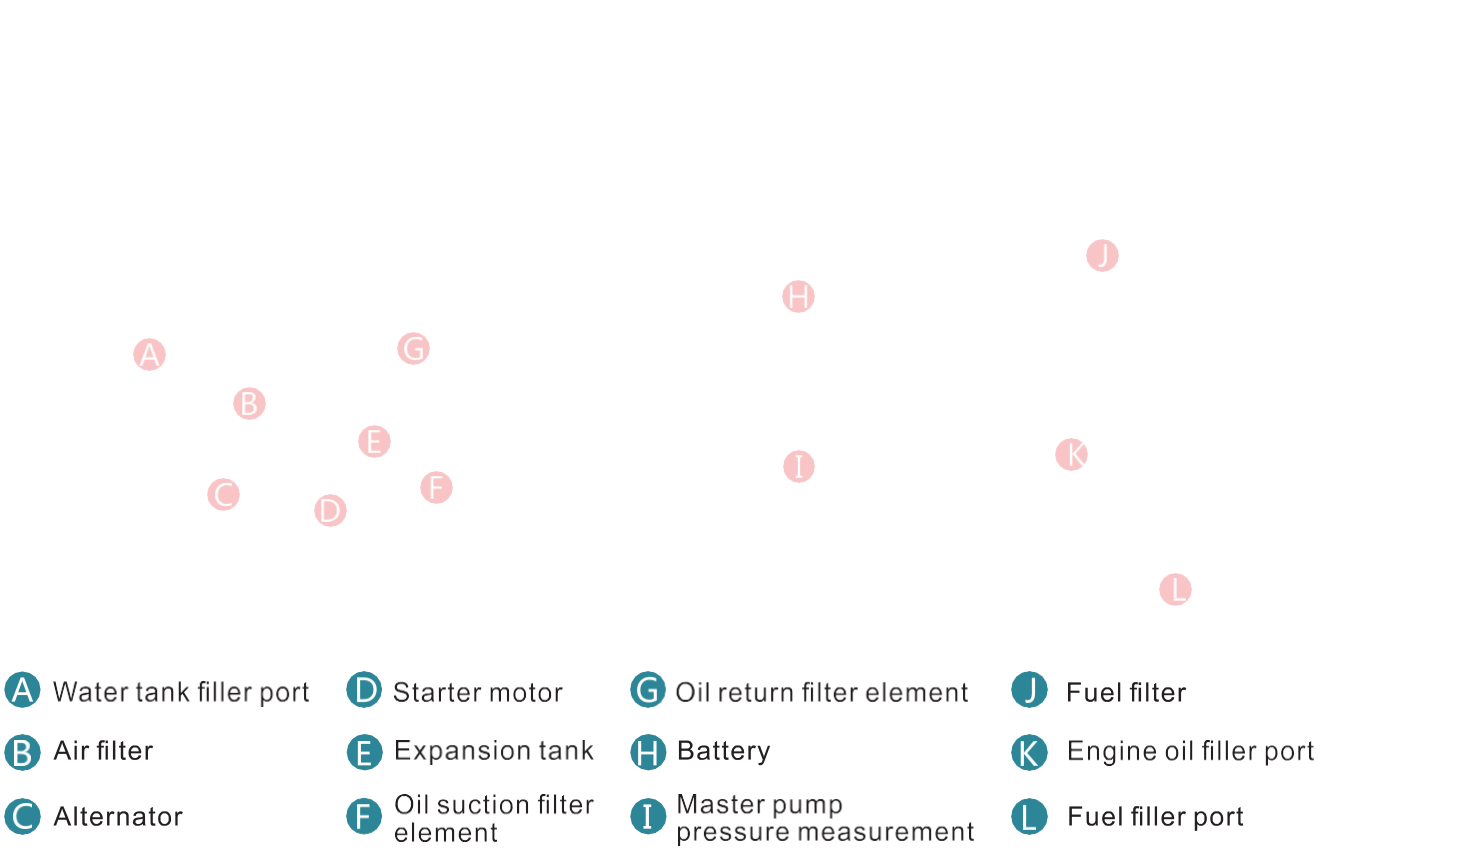 J
H
G
A
B
E
K
I
F
C
D
L
A Water tank filler port
D Starter motor
G Oil return filter element
J Fuel filter
B Air filter
E Expansion tank
H Battery
K Engine oil filler port
C Alternator
F Oil suction filter
element
I Master pump
pressure measurement
L Fuel filler port